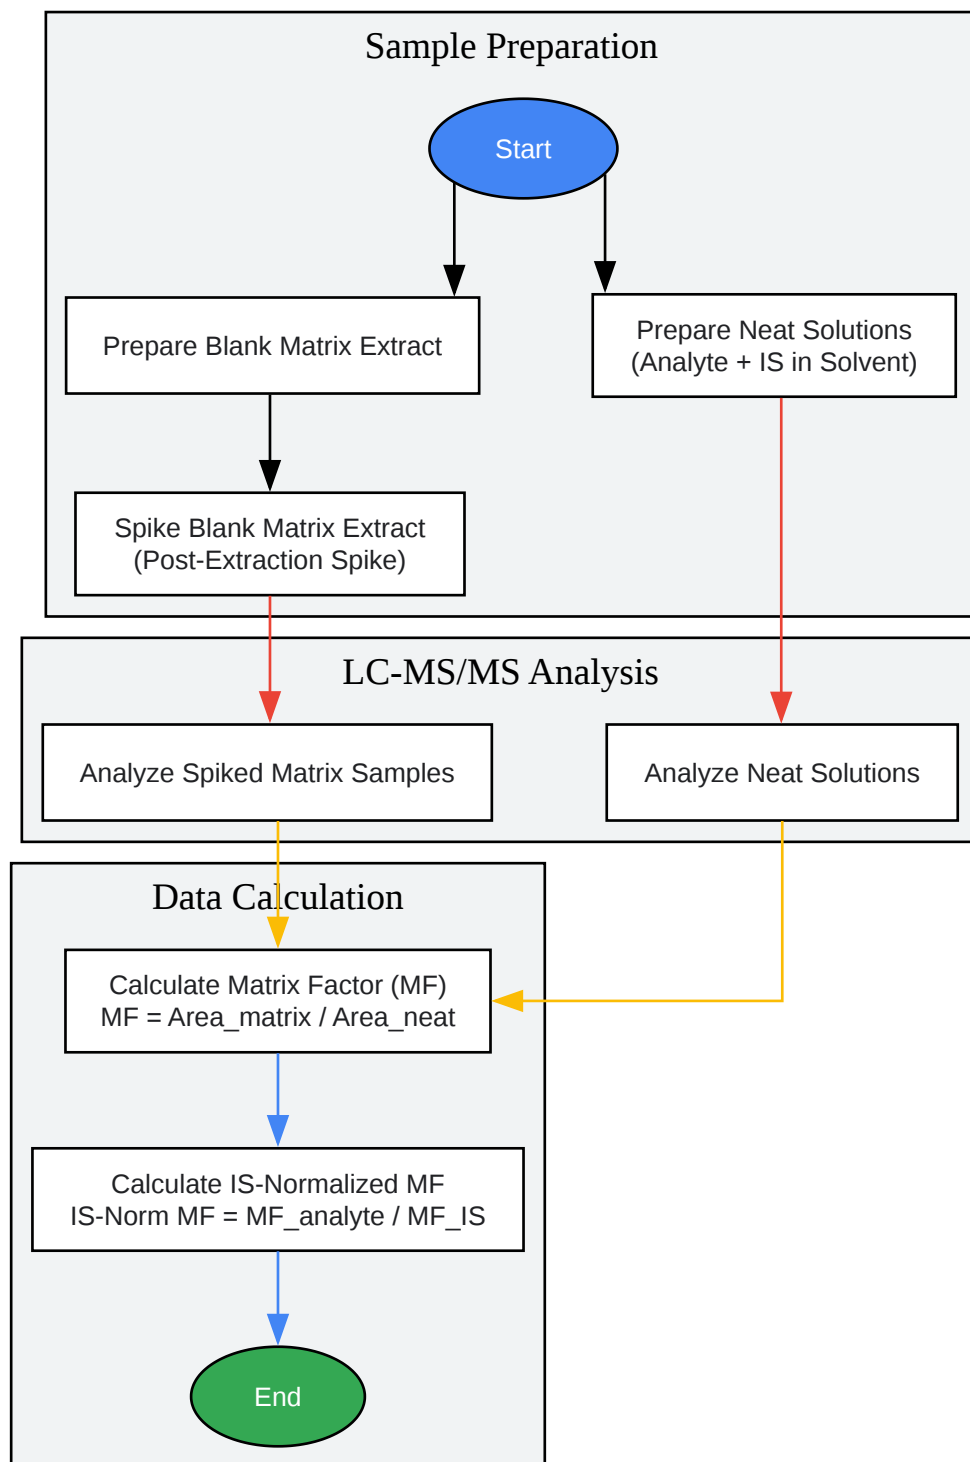 Sample Preparation
Start
Prepare Blank Matrix Extract
Prepare Neat Solutions
(Analyte + IS in Solvent)
Spike Blank Matrix Extract
(Post-Extraction Spike)
LC-MS/MS Analysis
Analyze Spiked Matrix Samples
Analyze Neat Solutions
Data Calculation
Calculate Matrix Factor (MF)
MF = Area_matrix / Area_neat
Calculate IS-Normalized MF
IS-Norm MF = MF_analyte / MF_IS
End